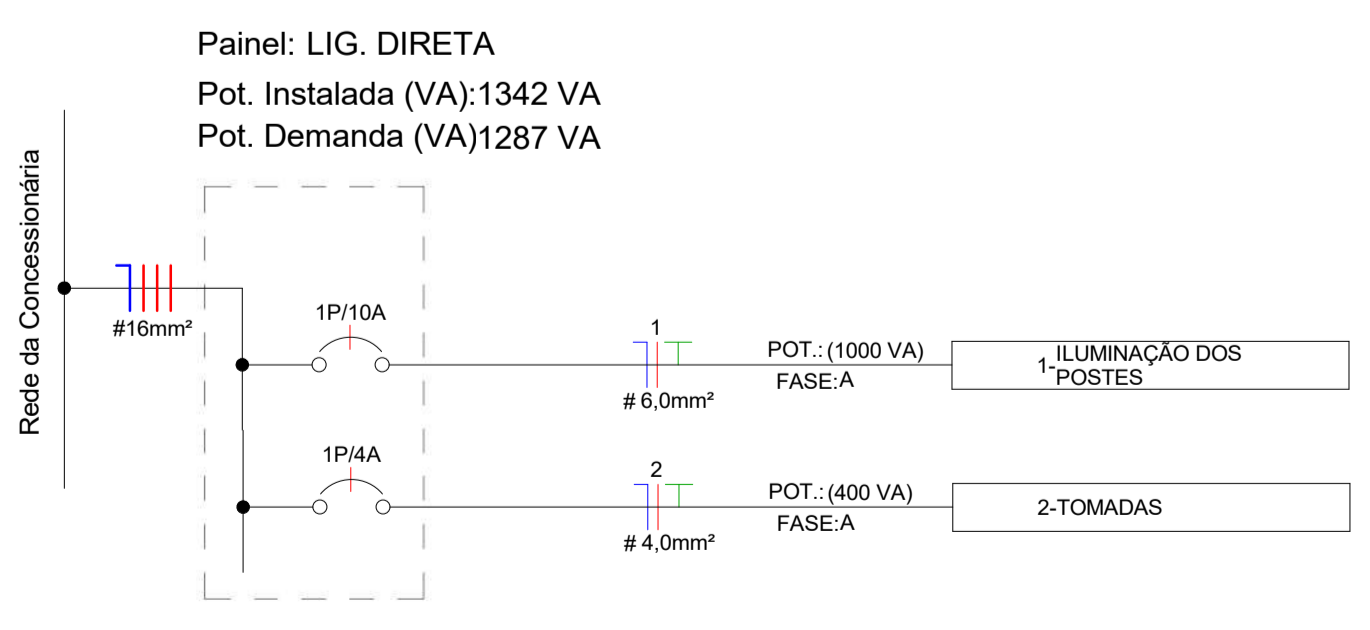 Painel: LIG. DIRETA
Pot. Instalada (VA):1342 VA
Pot. Demanda (VA)1287 VA
Rede da Concessionária
#16mm²
1P/10A
1
# 6,0mm²
POT.: (1000 VA)
FASE:A
1-ILUMINAÇÃO DOS
POSTES
1P/4A
2
# 4,0mm²
POT.: (400 VA)
FASE:A
2-TOMADAS